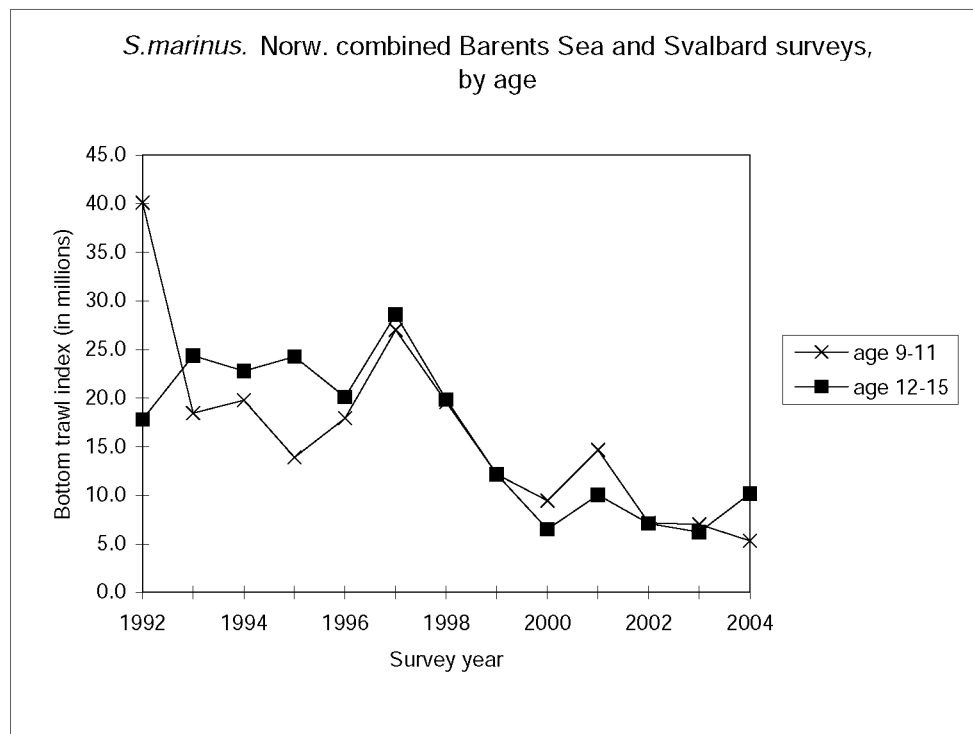 S.marinus. Norw. combined Barents Sea and Svalbard surveys,
by age
45.0
40.0
35.0
30.0
25.0
20.0
15.0
10.0
5.0
0.0
Bottom trawl index (in millions)
1992 1994 1996 1998 2000 2002 2004
Survey year
age 9-11
age 12-15